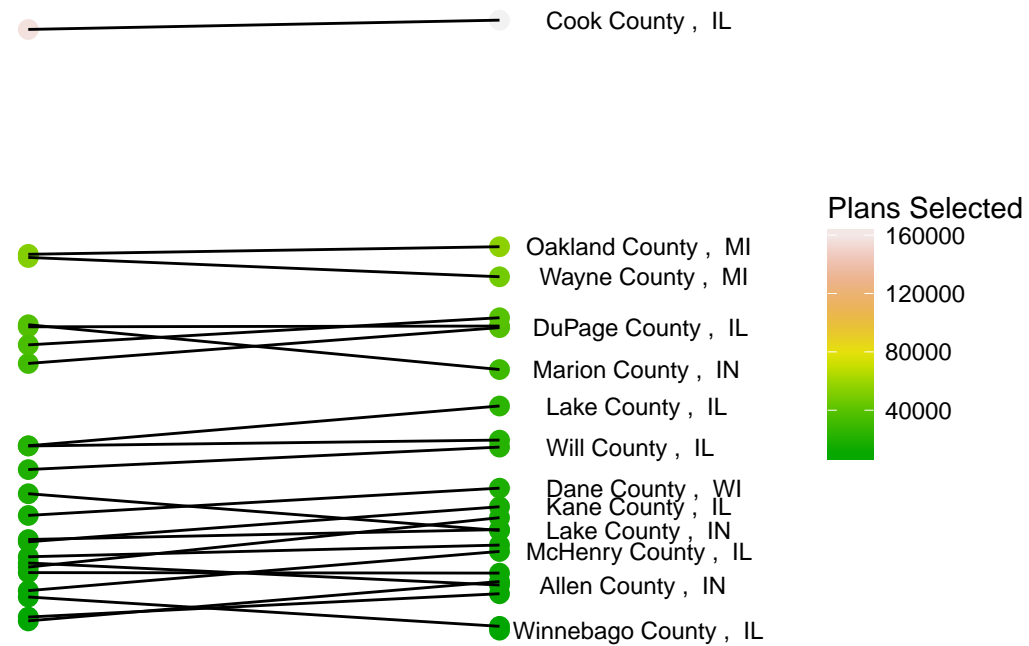 Cook County ,  IL
Oakland County ,  MI
Wayne County ,  MI
DuPage County ,  IL
Marion County ,  IN
Lake County ,  IL
Will County ,  IL
Dane County ,  WI
Kane County ,  IL
Lake County ,  IN
McHenry County ,  IL
Allen County ,  IN
Winnebago County ,  IL
Plans Selected
160000
120000
80000
40000